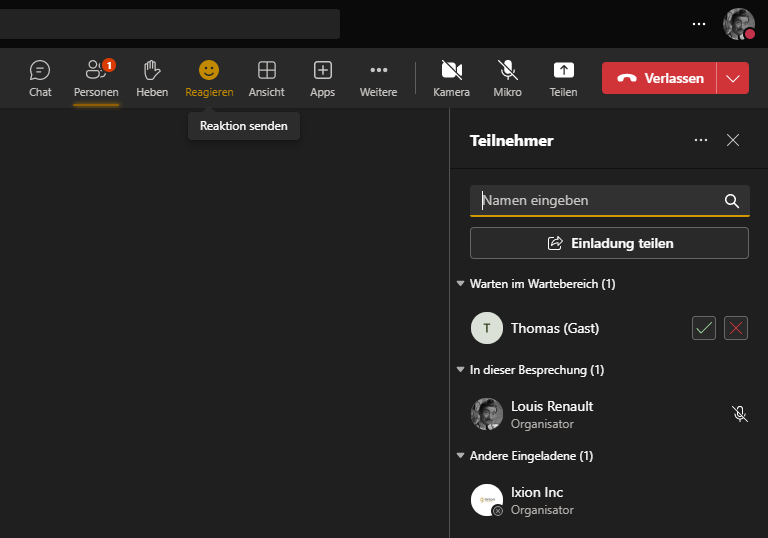 1
Chat
Personen
Heben
Reagieren
Ansicht
Apps
Weitere
Kamera
Mikro
Teilen
Verlassen
Reaktion senden
Teilnehmer
Namen eingeben
Einladung teilen
Warten im Wartebereich (1)
T
Thomas (Gast)
In dieser Besprechung (1)
Louis Renault
Organisator
Andere Eingeladene (1)
Ixion Inc
Organisator